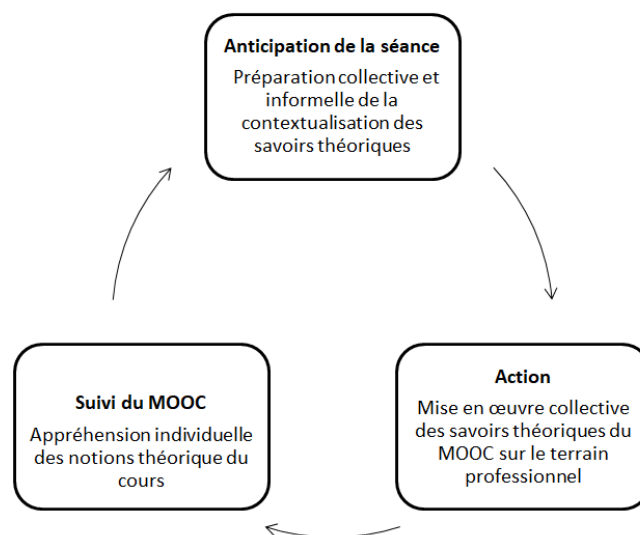 Anticipation de la séance
Préparation collective et
informelle de la
contextualisation des
savoirs théoriques
Suivi du MOOC
Appréhension individuelle
des notions théorique du
cours
Action
Mise en œuvre collective
des savoirs théoriques du
MOOC sur le terrain
professionnel